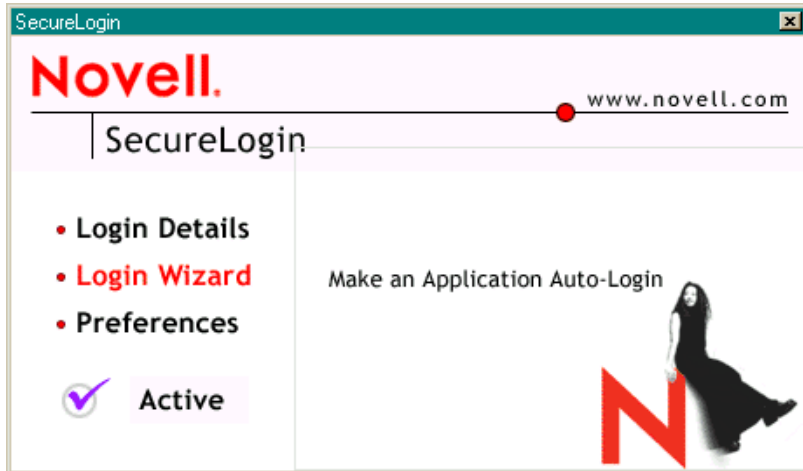 SecureLogin
Novell.
www.novell.com
SecureLogin
Login Details
Login Wizard
Make an Application Auto-Login
Preferences
Active
N